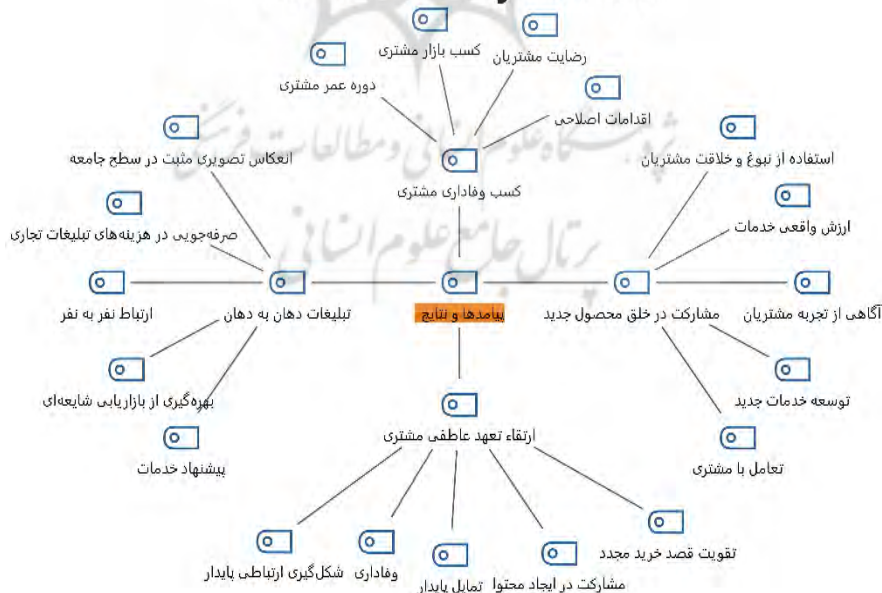 کسب بازار مشتری
رضایت مشتریان
دوره عمر مشتری
اقدامات اصلاحی
انعکاس تصویری مثبت در سطح جامعه
کسب وفاداری مشتری
استفاده از نبوغ و خلاقت مشتریان
صرفه‌جویی در هزینه‌های تبلیغات تجاری
ارزش واقعی خدمات
پرتال جامع علوم انسانی
آگاهی از تجربه مشتریان
مشارکت در خلق محصول جدید
پیامدها و نتایج
تبلیغات دهان به دهان
ارتباط نفر به نفر
توسعه خدمات جدید
بهره‌گیری از بازاریابی شایعه‌ای
ارتقاء تعهد عاطفی مشتری
تعامل با مشتری
پیشنهاد خدمات
تقویت قصد خرید مجدد
مشارکت در ایجاد محتوا
تمایل پایدار
وفاداری
شکل‌گیری ارتباطی پایدار